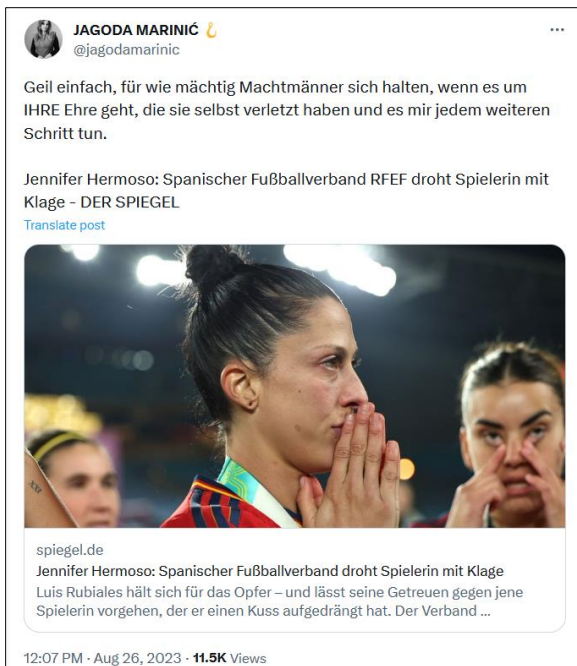 JAGODA MARINIĆ
@jagodamarinic
Geil einfach, für wie mächtig Machtmänner sich halten, wenn es um
IHRE Ehre geht, die sie selbst verletzt haben und es mir jedem weiteren
Schritt tun.
Jennifer Hermoso: Spanischer Fußballverband RFEF droht Spielerin mit
Klage - DER SPIEGEL
Translate post
spiegel.de
Jennifer Hermoso: Spanischer Fußballverband droht Spielerin mit Klage
Luis Rubiales hält sich für das Opfer – und lässt seine Getreuen gegen jene
Spielerin vorgehen, der er einen Kuss aufgedrängt hat. Der Verband ...
12:07 PM · Aug 26, 2023 · 11.5K Views